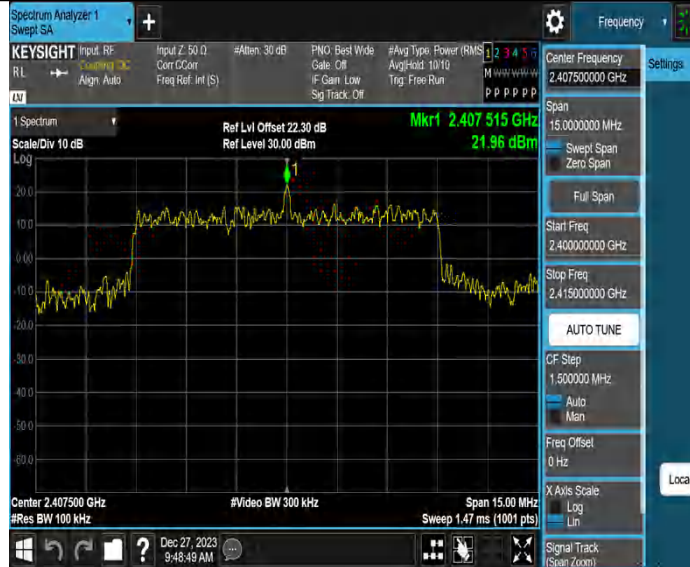 Spectrum Analyzer 1
Swept SA
Frequency
KEYSIGHT
Input: RF
Input Z: 50 Ω
#Atten: 30 dB
PNO: Best Wide
#Avg Type: Power (RMS
1 2 3 4 5 6
RL
Coupling: DC
Corr CCorr
Gate: Off
Avg|Hold: 10/10
M W W W W W
Align: Auto
Freq Ref: Int (S)
IF Gain: Low
Trig: Free Run
P P P P P P
Sig Track: Off
LXI
Center Frequency
2.407500000 GHz
Settings
Span
15.0000000 MHz
Swept Span
Zero Span
Full Span
Start Freq
2.400000000 GHz
Stop Freq
2.415000000 GHz
AUTO TUNE
CF Step
1.500000 MHz
Auto
Man
Freq Offset
0 Hz
X Axis Scale
Log
Lin
Signal Track
(Span Zoom)
Loca
1 Spectrum
Ref Lvl Offset 22.30 dB
Mkr1 2.407 515 GHz
Scale/Div 10 dB
Ref Level 30.00 dBm
21.96 dBm
Log
1
20.0
10.0
0.00
-10.0
-30.0
-40.0
-50.0
-60.0
Center 2.407500 GHz
#Video BW 300 kHz
Span 15.00 MHz
#Res BW 100 kHz
Sweep 1.47 ms (1001 pts)
?
Dec 27, 2023
9:48:49 AM